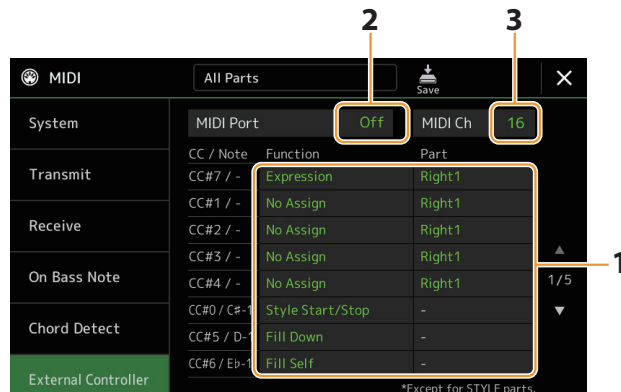 2 3
MIDI All Parts Save ×
System MIDI Port Off MIDI Ch 16
CC / Note Function Part
Transmit CC#7 / - Expression Right1
CC#1 / - No Assign Right1
Receive CC#2 / - No Assign Right1
CC#3 / - No Assign Right1 ▲
1
On Bass Note CC#4 / - No Assign Right1 1/5
CC#0 / C#-1 Style Start/Stop - ▼
Chord Detect CC#5 / D-1 Fill Down -
External Controller CC#6 / E♭-1 Fill Self -
*Except for STYLE parts.